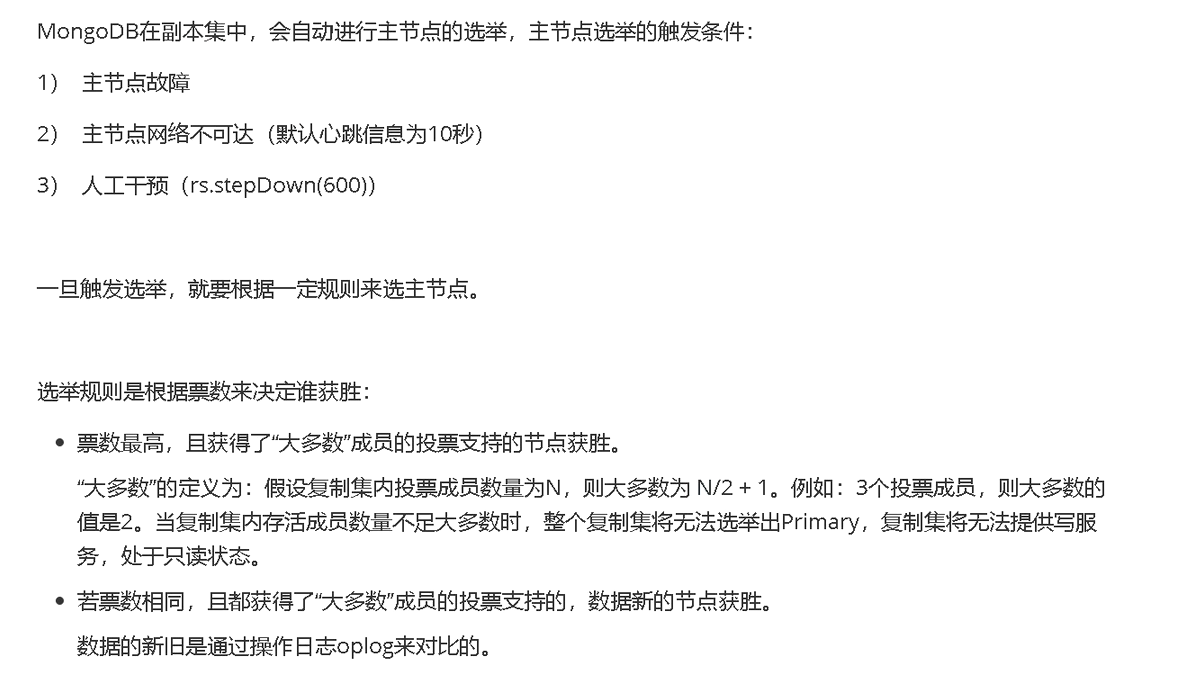 MongoDB在副本集中，会自动进行主节点的选举，主节点选举的触发条件：
1） 主节点故障
2） 主节点网络不可达（默认心跳信息为10秒）
3） 人工干预（rs.stepDown(600)）
一旦触发选举，就要根据一定规则来选主节点。
选举规则是根据票数来决定谁获胜：
• 票数最高，且获得了“大多数”成员的投票支持的节点获胜。
“大多数”的定义为：假设复制集内投票成员数量为N，则大多数为 N/2 + 1。例如：3个投票成员，则大多数的
值是2。当复制集内存活成员数量不足大多数时，整个复制集将无法选举出Primary，复制集将无法提供写服
务，处于只读状态。
• 若票数相同，且都获得了“大多数”成员的投票支持的，数据新的节点获胜。
数据的新旧是通过操作日志oplog来对比的。